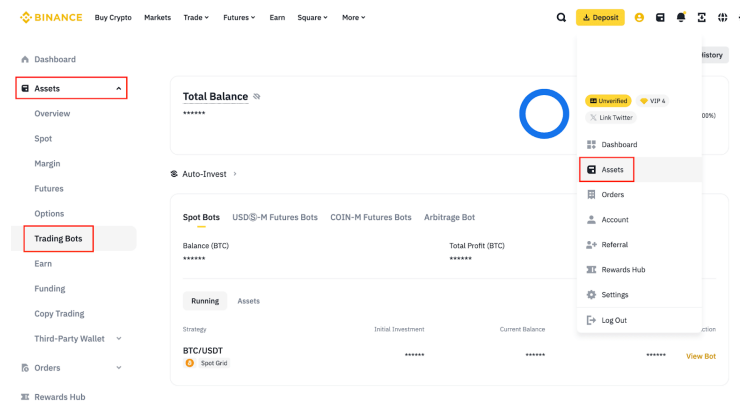 BINANCE Buy Crypto Markets Trade Futures Earn Square More Deposit
Dashboard
Assets
Overview
Spot
Margin
Futures
Options
Trading Bots
Earn
Funding
Copy Trading
Third-Party Wallet
Orders
Rewards Hub
Total Balance
******
Auto-Invest
Spot Bots USDⓈ-M Futures Bots COIN-M Futures Bots Arbitrage Bot
Balance (BTC) Total Profit (BTC)
****** ******
Running Assets
Strategy Initial Investment Current Balance
BTC/USDT ****** ****** ****** View Bot
Spot Grid
Unverified VIP 4
Link Twitter
Dashboard
Assets
Orders
Account
Referral
Rewards Hub
Settings
Log Out